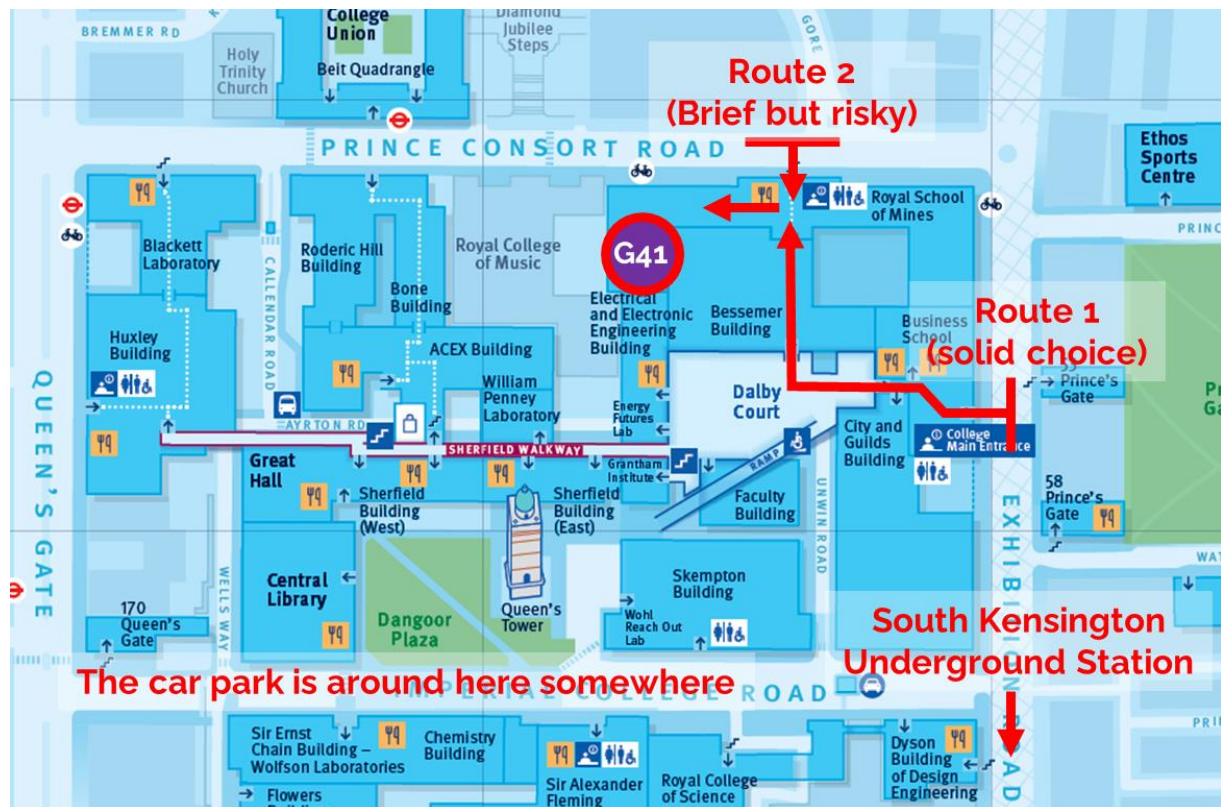 BREMMER RD
College
Union
Beit Quadrangle
Holy
Trinity
Church
Diamond
Jubilee
Steps
GORE
Route 2
(Brief but risky)
PRINCE CONSORT ROAD
Ethos
Sports
Centre
Royal School
of Mines
PRINC
Blackett
Laboratory
Roderic Hill
Building
Bone
Building
Royal College
of Music
G41
Electrical
and Electronic
Engineering
Building
Bessemer
Building
Business
School
Route 1
(solid choice)
CALLENDAR ROAD
Huxley
Building
ACEX Building
William
Penney
Laboratory
Dalby
Court
Energy
Futures
Lab
53
Prince's
Gate
QUEEN'S GATE
AYRTON RD
SHERFIELD WALKWAY
City and
Guilds
Building
College
Main Entrance
Great
Hall
Sherfield
Building
(West)
Sherfield
Building
(East)
Grantham
Institute
RAMP
Faculty
Building
UNWIN ROAD
58
Prince's
Gate
EXHIBITION ROAD
WAT
Central
Library
Dangoor
Plaza
Queen's
Tower
Skempton
Building
Wohl
Reach Out
Lab
WELLS WAY
170
Queen's
Gate
South Kensington
Underground Station
The car park is around here somewhere
IMPERIAL COLLEGE ROAD
Sir Ernst
Chain Building –
Wolfson Laboratories
Chemistry
Building
Flowers
Sir Alexander
Fleming
Royal College
of Science
Dyson
Building
of Design
Engineering
PRI